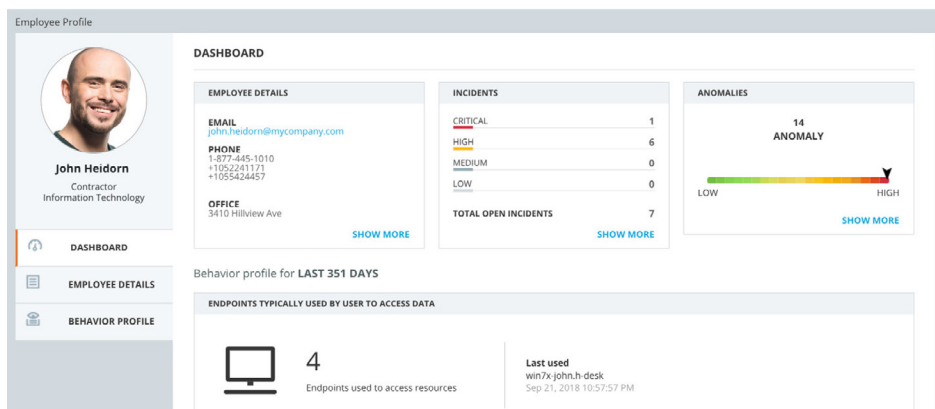 Employee Profile
John Heidorn
Contractor
Information Technology
DASHBOARD
EMPLOYEE DETAILS
BEHAVIOR PROFILE
DASHBOARD
EMPLOYEE DETAILS
EMAIL
john.heidorn@mycompany.com
PHONE
1-877-445-1010
+1052241171
+1055424457
OFFICE
3410 Hillview Ave
SHOW MORE
INCIDENTS
CRITICAL 1
HIGH 6
MEDIUM 0
LOW 0
TOTAL OPEN INCIDENTS 7
SHOW MORE
ANOMALIES
14
ANOMALY
LOW HIGH
SHOW MORE
Behavior profile for LAST 351 DAYS
ENDPOINTS TYPICALLY USED BY USER TO ACCESS DATA
4
Endpoints used to access resources
Last used
win7x-john.h-desk
Sep 21, 2018 10:57:57 PM